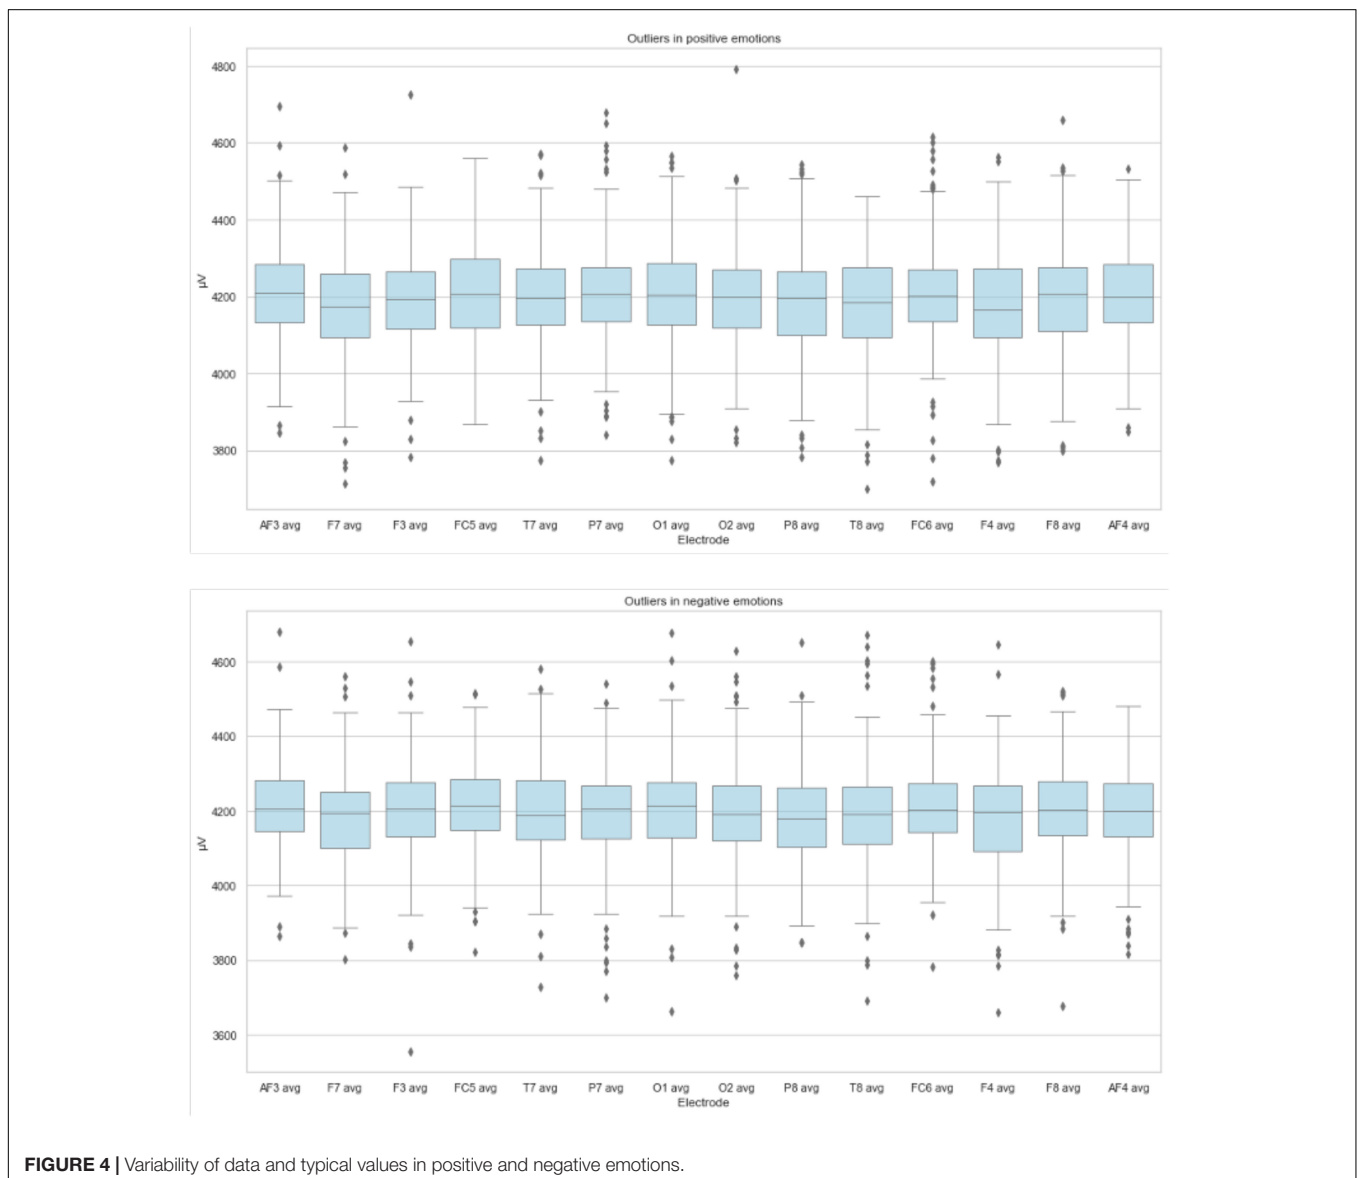 Outliers in positive emotions
4800
4600
4400
4200
4000
3800
µV
AF3 avg F7 avg F3 avg FC5 avg T7 avg P7 avg O1 avg O2 avg P8 avg T8 avg FC6 avg F4 avg F8 avg AF4 avg
Electrode
Outliers in negative emotions
4600
4400
4200
4000
3800
3600
µV
AF3 avg F7 avg F3 avg FC5 avg T7 avg P7 avg O1 avg O2 avg P8 avg T8 avg FC6 avg F4 avg F8 avg AF4 avg
Electrode
FIGURE 4 | Variability of data and typical values in positive and negative emotions.